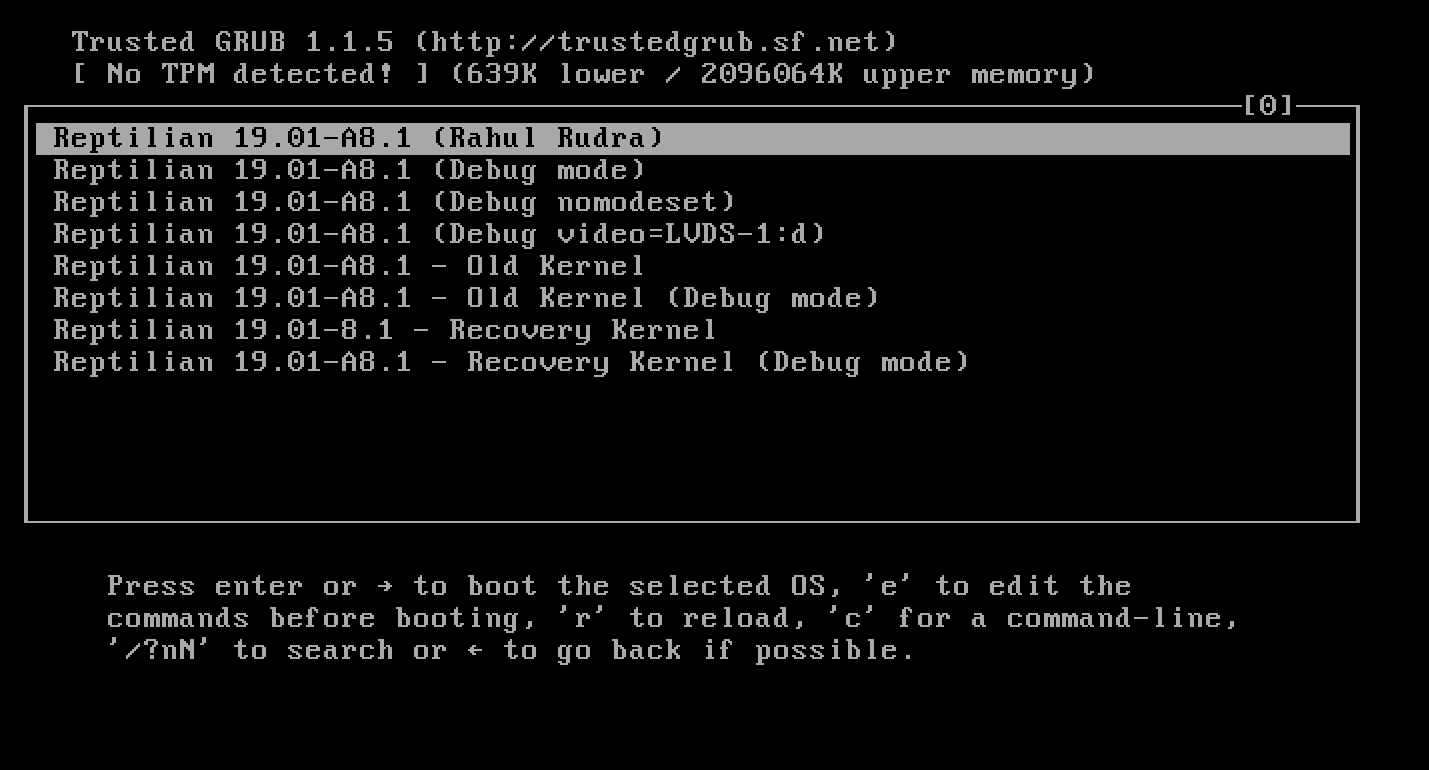 Trusted GRUB 1.1.5 (http://trustedgrub.sf.net)
[ No TPM detected! ] (639K lower / 2096064K upper memory)
[0]
Reptilian 19.01-A8.1 (Rahul Rudra)
Reptilian 19.01-A8.1 (Debug mode)
Reptilian 19.01-A8.1 (Debug nomodeset)
Reptilian 19.01-A8.1 (Debug video=LVDS-1:d)
Reptilian 19.01-A8.1 - Old Kernel
Reptilian 19.01-A8.1 - Old Kernel (Debug mode)
Reptilian 19.01-8.1 - Recovery Kernel
Reptilian 19.01-A8.1 - Recovery Kernel (Debug mode)
Press enter or → to boot the selected OS, 'e' to edit the
commands before booting, 'r' to reload, 'c' for a command-line,
'/?nN' to search or ← to go back if possible.